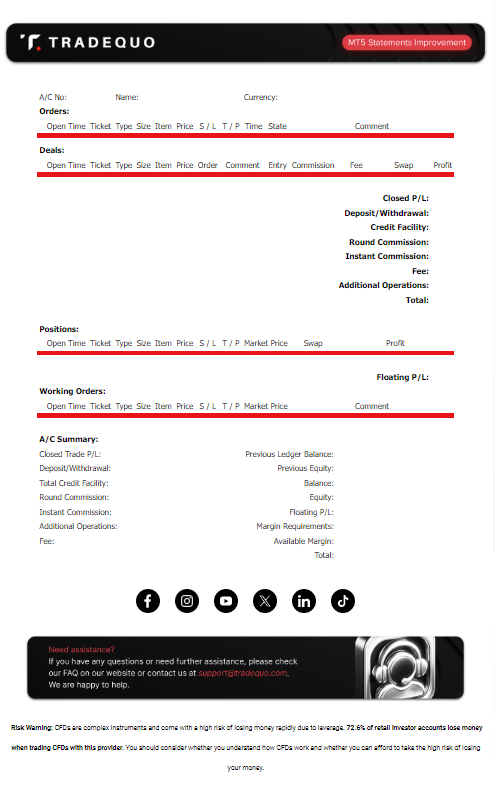 TRADEQUO
MT5 Statements Improvement
A/C No: Name: Currency:
Orders:
Open Time Ticket Type Size Item Price S / L T / P Time State Comment
Deals:
Open Time Ticket Type Size Item Price Order Comment Entry Commission Fee Swap Profit
Closed P/L:
Deposit/Withdrawal:
Credit Facility:
Round Commission:
Instant Commission:
Fee:
Additional Operations:
Total:
Positions:
Open Time Ticket Type Size Item Price S / L T / P Market Price Swap Profit
Floating P/L:
Working Orders:
Open Time Ticket Type Size Item Price S / L T / P Market Price Comment
A/C Summary:
Closed Trade P/L: Previous Ledger Balance:
Deposit/Withdrawal: Previous Equity:
Total Credit Facility: Balance:
Round Commission: Equity:
Instant Commission: Floating P/L:
Additional Operations: Margin Requirements:
Fee: Available Margin:
Total:
Need assistance?
If you have any questions or need further assistance, please check
our FAQ on our website or contact us at support@tradequo.com.
We are happy to help.
Risk Warning: CFDs are complex instruments and come with a high risk of losing money rapidly due to leverage. 72.6% of retail investor accounts lose money
when trading CFDs with this provider. You should consider whether you understand how CFDs work and whether you can afford to take the high risk of losing
your money.